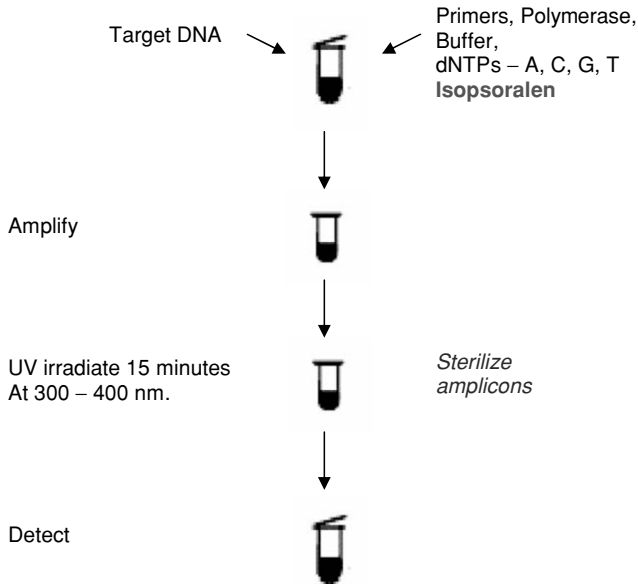 Target DNA
Primers, Polymerase,
Buffer,
dNTPs – A, C, G, T
Isopsoralen
Amplify
UV irradiate 15 minutes
At 300 – 400 nm.
Sterilize
amplicons
Detect